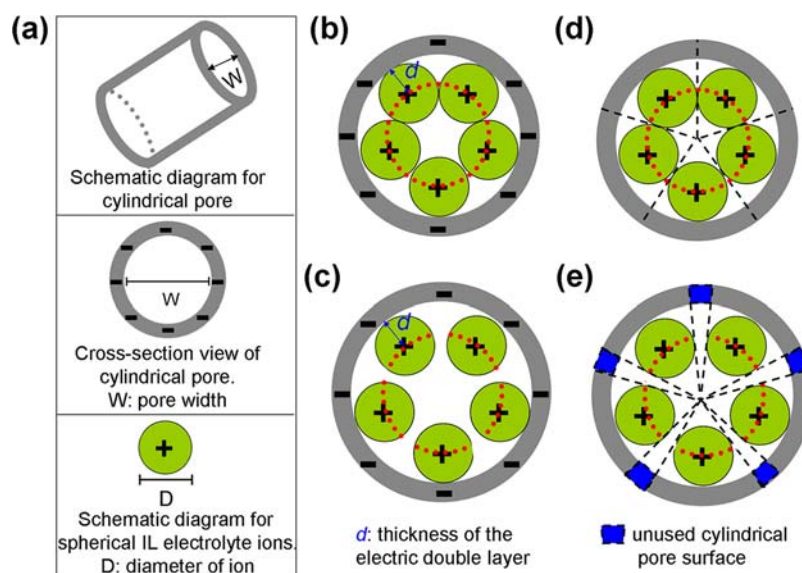 (a)
W
Schematic diagram for
cylindrical pore
W
Cross-section view of
cylindrical pore.
W: pore width
+
D
Schematic diagram for
spherical IL electrolyte ions.
D: diameter of ion
(b)
d
(c)
d
d: thickness of the
electric double layer
(d)
(e)
unused cylindrical
pore surface